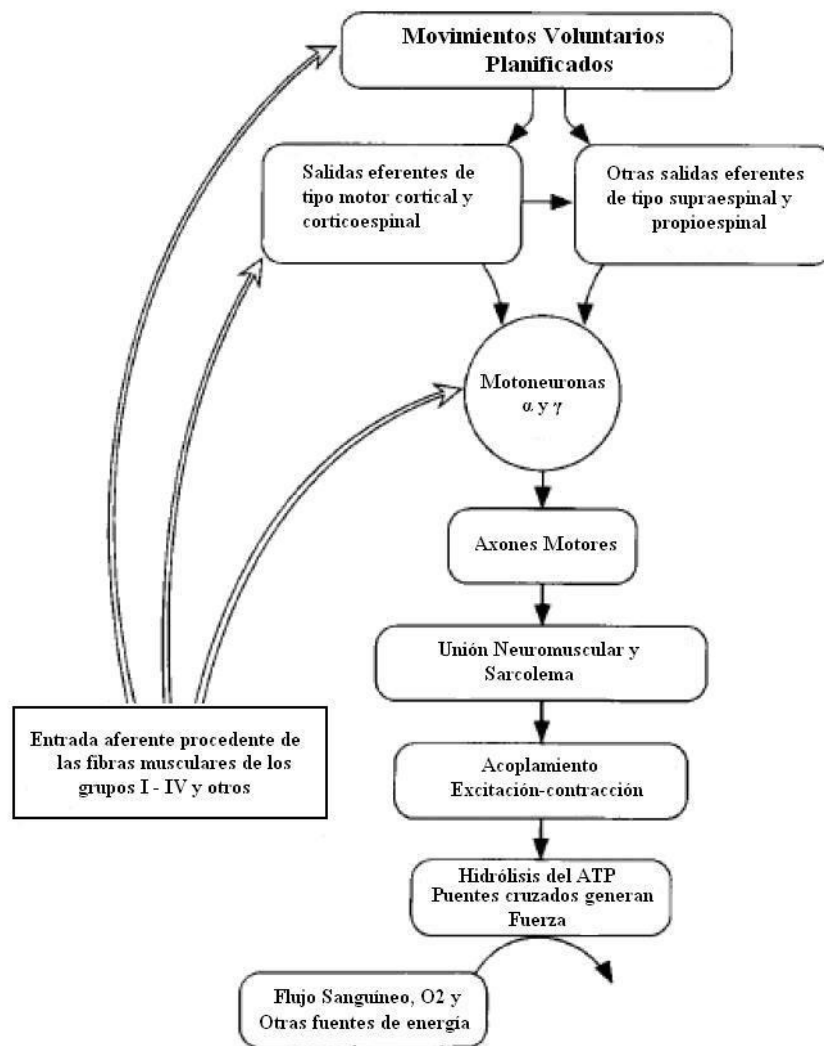 Movimientos Voluntarios
Planificados
Salidas eferentes de
tipo motor cortical y
corticoespinal
Otras salidas eferentes
de tipo supraespinal y
propioespinal
Motoneuronas
α y γ
Axones Motores
Unión Neuromuscular y
Sarcolema
Entrada aferente procedente de
las fibras musculares de los
grupos I - IV y otros
Acoplamiento
Excitación-contracción
Hidrólisis del ATP
Puentes cruzados generan
Fuerza
Flujo Sanguíneo, O2 y
Otras fuentes de energía